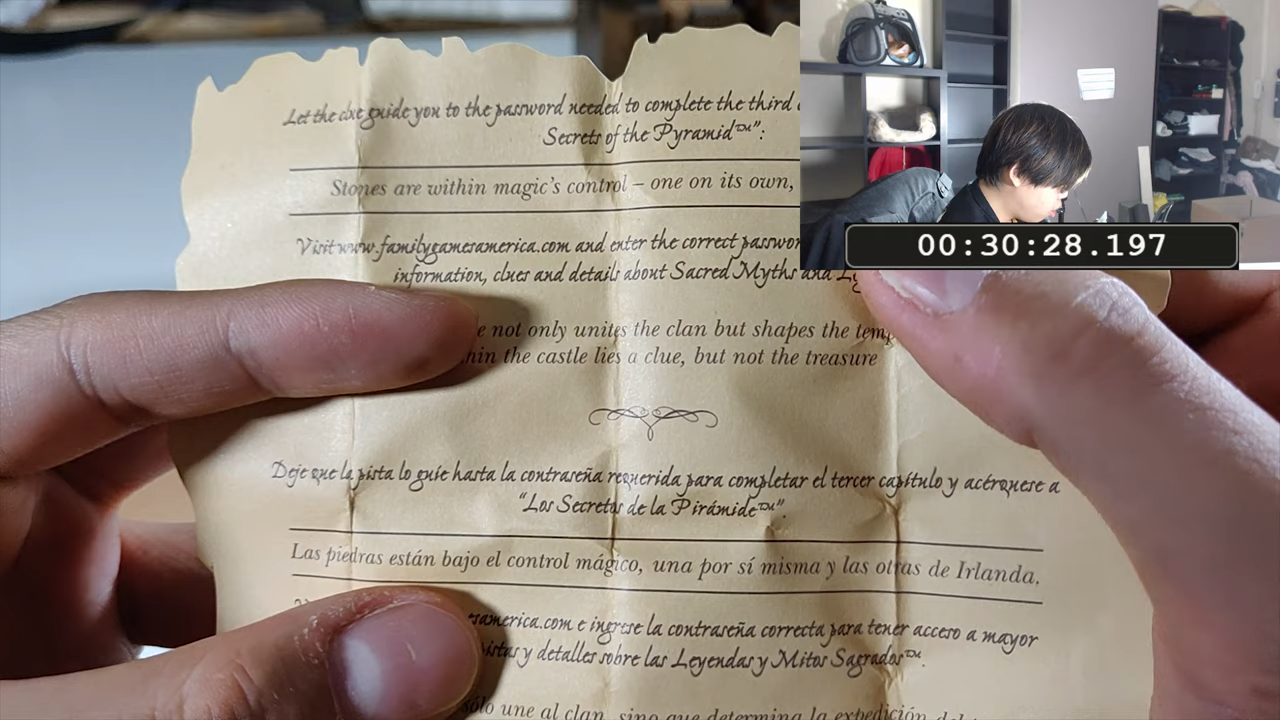 Let the clue guide you to the password needed to complete the third
Secrets of the Pyramid™":
Stones are within magic's control – one on its own,
Visit www.familygamesamerica.com and enter the correct
information, clues and details about Sacred Myths and
not only unites the clan but shapes the
the castle lies a clue, but not the treasure
Deje que la pista lo guíe hasta la contraseña requerida para completar el tercer capítulo y acérquese a
"Los Secretos de la Pirámide™".
Las piedras están bajo el control mágico, una por sí misma y las otras de Irlanda.
e ingrese la contraseña correcta para tener acceso a mayor
y detalles sobre las Leyendas y Mitos Sagrados™.
sólo une al clan, sino que determina la expedición
00:30:28.197